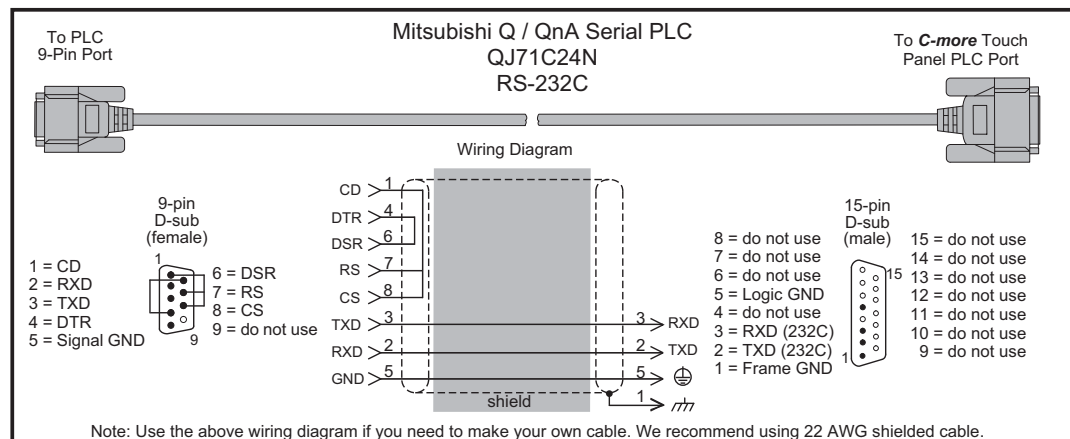 Mitsubishi Q / QnA Serial PLC
QJ71C24N
RS-232C
To PLC
9-Pin Port
To C-more Touch
Panel PLC Port
Wiring Diagram
9-pin
D-sub
(female)
1
9
1 = CD
2 = RXD
3 = TXD
4 = DTR
5 = Signal GND
6 = DSR
7 = RS
8 = CS
9 = do not use
CD 1
DTR 4
DSR 6
RS 7
CS 8
TXD 3
RXD 2
GND 5
shield
3 RXD
2 TXD
5
1
8 = do not use
7 = do not use
6 = do not use
5 = Logic GND
4 = do not use
3 = RXD (232C)
2 = TXD (232C)
1 = Frame GND
15-pin
D-sub
(male)
15
1
15 = do not use
14 = do not use
13 = do not use
12 = do not use
11 = do not use
10 = do not use
9 = do not use
Note: Use the above wiring diagram if you need to make your own cable. We recommend using 22 AWG shielded cable.